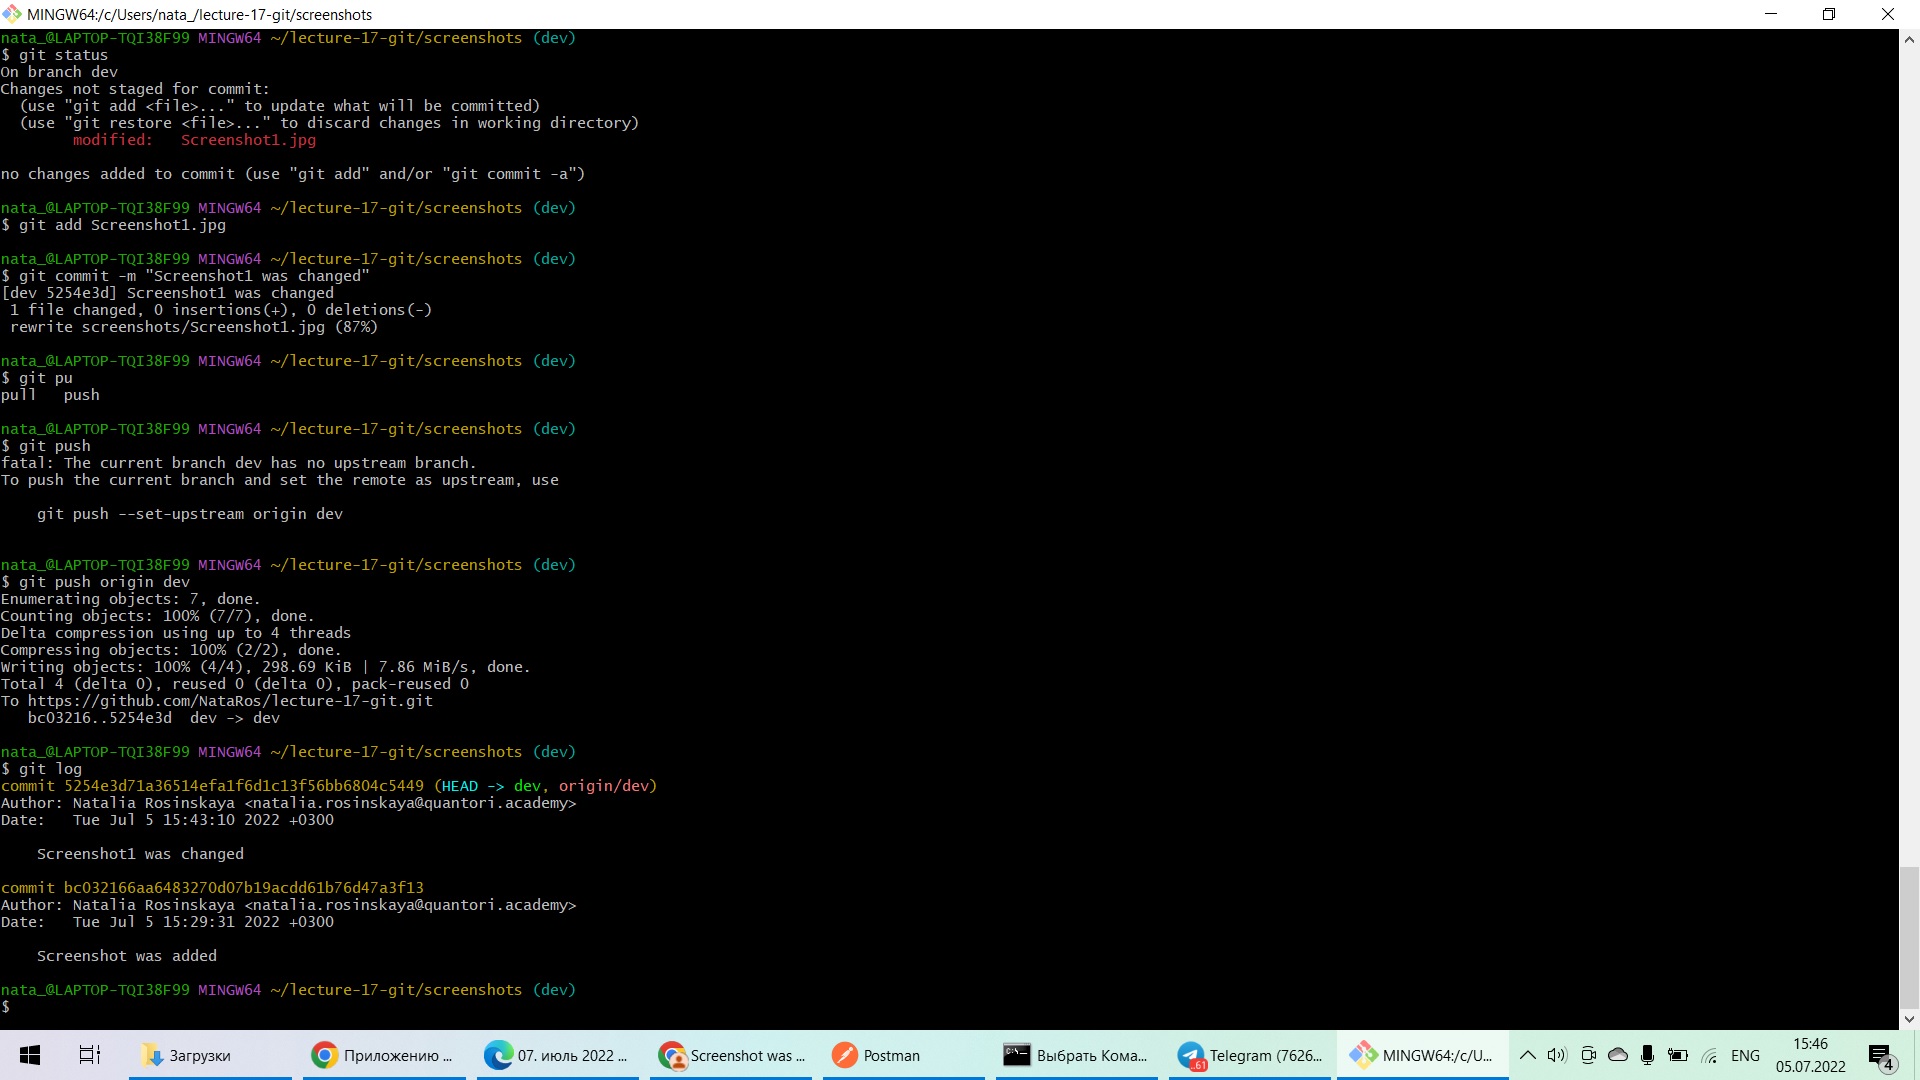 MINGW64:/c/Users/nata_/lecture-17-git/screenshots
nata_@LAPTOP-TQI38F99 MINGW64 ~/lecture-17-git/screenshots (dev)
$ git status
On branch dev
Changes not staged for commit:
  (use "git add <file>..." to update what will be committed)
  (use "git restore <file>..." to discard changes in working directory)
        modified:   Screenshot1.jpg

no changes added to commit (use "git add" and/or "git commit -a")

nata_@LAPTOP-TQI38F99 MINGW64 ~/lecture-17-git/screenshots (dev)
$ git add Screenshot1.jpg

nata_@LAPTOP-TQI38F99 MINGW64 ~/lecture-17-git/screenshots (dev)
$ git commit -m "Screenshot1 was changed"
[dev 5254e3d] Screenshot1 was changed
 1 file changed, 0 insertions(+), 0 deletions(-)
 rewrite screenshots/Screenshot1.jpg (87%)

nata_@LAPTOP-TQI38F99 MINGW64 ~/lecture-17-git/screenshots (dev)
$ git pu
pull   push

nata_@LAPTOP-TQI38F99 MINGW64 ~/lecture-17-git/screenshots (dev)
$ git push
fatal: The current branch dev has no upstream branch.
To push the current branch and set the remote as upstream, use

    git push --set-upstream origin dev


nata_@LAPTOP-TQI38F99 MINGW64 ~/lecture-17-git/screenshots (dev)
$ git push origin dev
Enumerating objects: 7, done.
Counting objects: 100% (7/7), done.
Delta compression using up to 4 threads
Compressing objects: 100% (2/2), done.
Writing objects: 100% (4/4), 298.69 KiB | 7.86 MiB/s, done.
Total 4 (delta 0), reused 0 (delta 0), pack-reused 0
To https://github.com/NataRos/lecture-17-git.git
   bc03216..5254e3d  dev -> dev

nata_@LAPTOP-TQI38F99 MINGW64 ~/lecture-17-git/screenshots (dev)
$ git log
commit 5254e3d71a36514efa1f6d1c13f56bb6804c5449 (HEAD -> dev, origin/dev)
Author: Natalia Rosinskaya <natalia.rosinskaya@quantori.academy>
Date:   Tue Jul 5 15:43:10 2022 +0300

    Screenshot1 was changed

commit bc032166aa6483270d07b19acdd61b76d47a3f13
Author: Natalia Rosinskaya <natalia.rosinskaya@quantori.academy>
Date:   Tue Jul 5 15:29:31 2022 +0300

    Screenshot was added

nata_@LAPTOP-TQI38F99 MINGW64 ~/lecture-17-git/screenshots (dev)
$
Загрузки
Приложению ...
07. июль 2022 ...
Screenshot was ...
Postman
Выбрать Кома...
Telegram (7626...
..61
MINGW64:/c/U...
ENG
15:46
05.07.2022
4